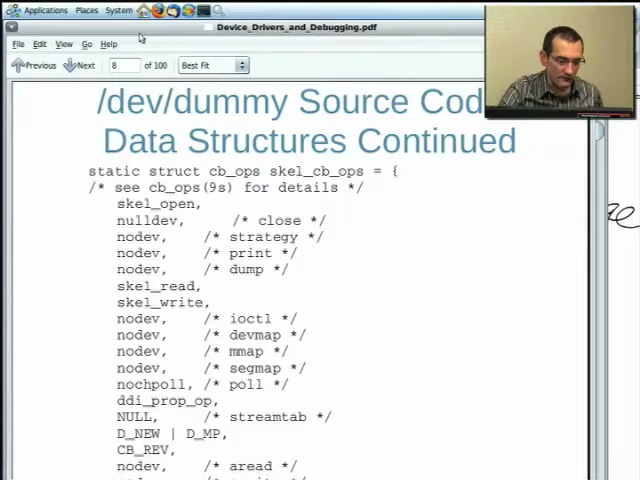 Applications Places System
Device_Drivers_and_Debugging.pdf
File Edit View Go Help
Previous Next 8 of 100 Best Fit
/dev/dummy Source Cod
Data Structures Continued
static struct cb_ops skel_cb_ops = {
/* see cb_ops(9s) for details */
skel_open,
nulldev, /* close */
nodev, /* strategy */
nodev, /* print */
nodev, /* dump */
skel_read,
skel_write,
nodev, /* ioctl */
nodev, /* devmap */
nodev, /* mmap */
nodev, /* segmap */
nochpoll, /* poll */
ddi_prop_op,
NULL, /* streamtab */
D_NEW | D_MP,
CB_REV,
nodev, /* aread */